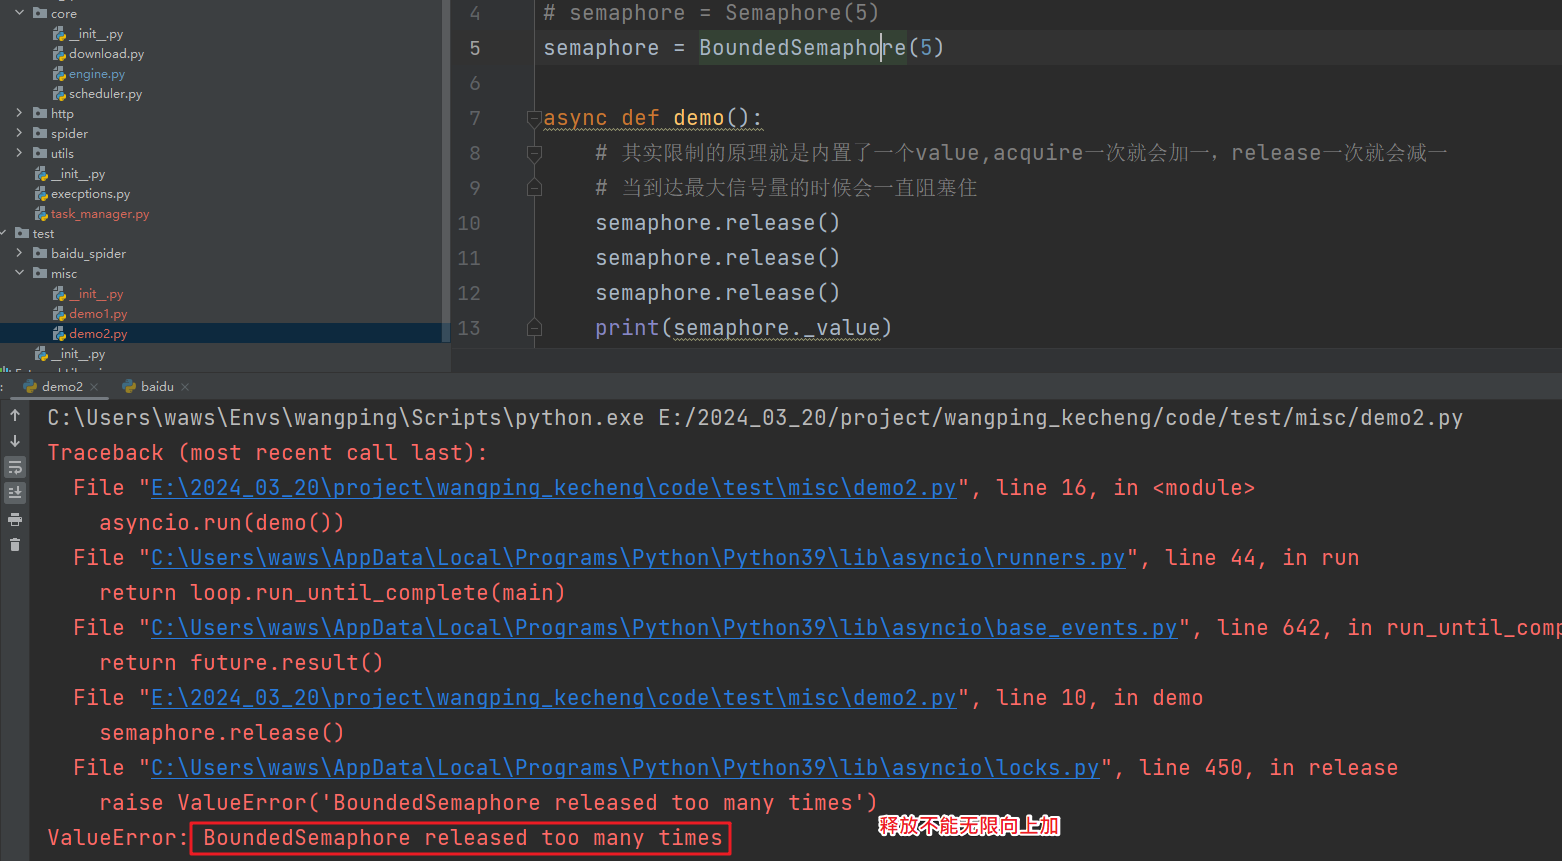 core
__init__.py
download.py
engine.py
scheduler.py
http
spider
utils
__init__.py
execptions.py
task_manager.py
test
baidu_spider
misc
__init__.py
demo1.py
demo2.py
__init__.py
4 # semaphore = Semaphore(5)
5 semaphore = BoundedSemaphore(5)
6
7 async def demo():
8 # 其实限制的原理就是内置了一个value,acquire一次就会加一，release一次就会减一
9 # 当到达最大信号量的时候会一直阻塞住
10 semaphore.release()
11 semaphore.release()
12 semaphore.release()
13 print(semaphore._value)
: demo2 × baidu ×
C:\Users\waws\Envs\wangping\Scripts\python.exe E:/2024_03_20/project/wangping_kecheng/code/test/misc/demo2.py
Traceback (most recent call last):
File "E:\2024_03_20\project\wangping_kecheng\code\test\misc\demo2.py", line 16, in <module>
asyncio.run(demo())
File "C:\Users\waws\AppData\Local\Programs\Python\Python39\lib\asyncio\runners.py", line 44, in run
return loop.run_until_complete(main)
File "C:\Users\waws\AppData\Local\Programs\Python\Python39\lib\asyncio\base_events.py", line 642, in run_until_comp
return future.result()
File "E:\2024_03_20\project\wangping_kecheng\code\test\misc\demo2.py", line 10, in demo
semaphore.release()
File "C:\Users\waws\AppData\Local\Programs\Python\Python39\lib\asyncio\locks.py", line 450, in release
raise ValueError('BoundedSemaphore released too many times')
ValueError: BoundedSemaphore released too many times
释放不能无限向上加